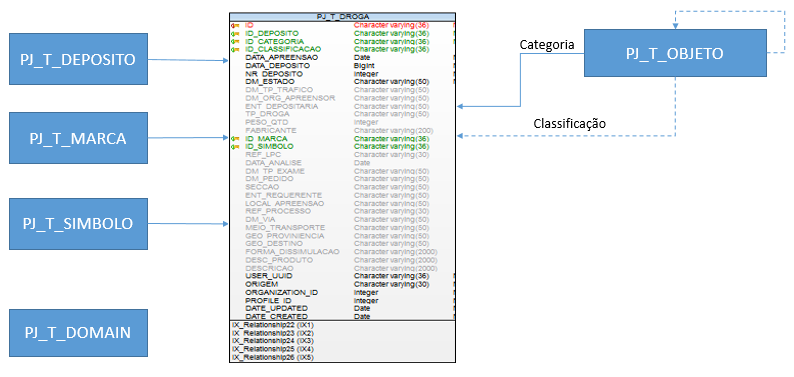 PJ_T_DROGA
ID Character varying(36)
ID_DEPOSITO Character varying(36)
ID_CATEGORIA Character varying(36)
ID_CLASSIFICACAO Character varying(36)
DATA_APREENSAO Date
DATA_DEPOSITO BigInt
NR_DEPOSITO Integer
DM_ESTADO Character varying(50)
DM_TP_TRAFICO Character varying(50)
DM_ORG_APREENSOR Character varying(50)
ENT_DEPOSITARIA Character varying(50)
TP_DROGA Character varying(50)
PESO_QTD Integer
FABRICANTE Character varying(200)
ID_MARCA Character varying(36)
ID_SIMBOLO Character varying(36)
REF_LPC Character varying(30)
DATA_ANALISE Date
DM_TP_EXAME Character varying(50)
DM_PEDIDO Character varying(50)
SECCAO Character varying(50)
ENT_REQUERENTE Character varying(50)
LOCAL_APREENSAO Character varying(50)
REF_PROCESSO Character varying(30)
DM_VIA Character varying(50)
MEIO_TRANSPORTE Character varying(50)
GEO_PROVINIENCIA Character varying(50)
GEO_DESTINO Character varying(50)
FORMA_DISSIMULACAO Character varying(2000)
DESC_PRODUTO Character varying(2000)
DESCRICAO Character varying(2000)
USER_UUID Character varying(36)
ORIGEM Character varying(30)
ORGANIZATION_ID Integer
PROFILE_ID Integer
DATE_UPDATED Date
DATE_CREATED Date
IX_Relationship22 (IX1)
IX_Relationship23 (IX2)
IX_Relationship24 (IX3)
IX_Relationship25 (IX4)
IX_Relationship26 (IX5)
PJ_T_DEPOSITO
PJ_T_MARCA
PJ_T_SIMBOLO
PJ_T_DOMAIN
Categoria
PJ_T_OBJETO
Classificação